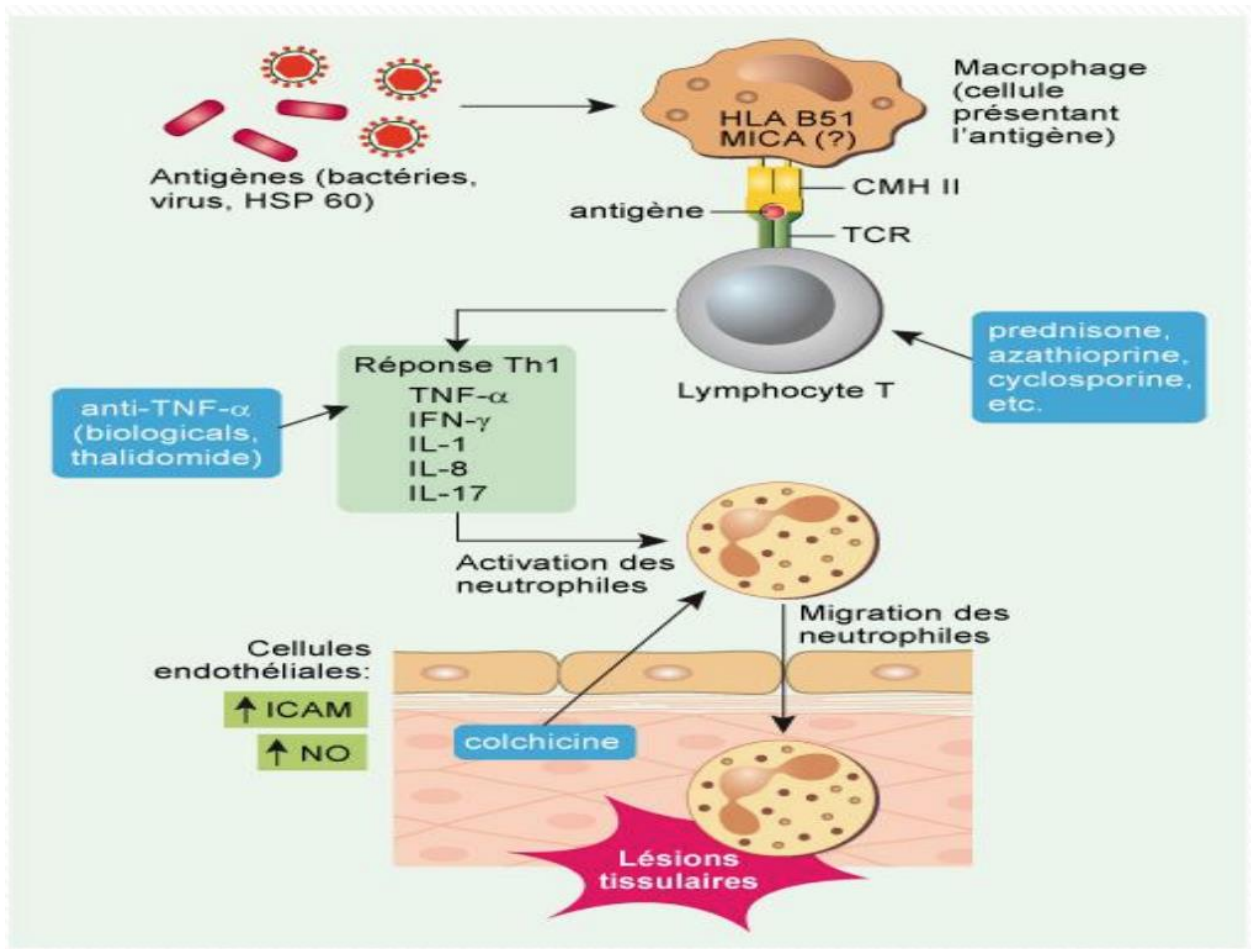 Macrophage
(cellule
présentant
l'antigène)
HLA B51
MICA (?)
Antigènes (bactéries,
virus, HSP 60)
CMH II
antigène
TCR
prednisone,
azathioprine,
cyclosporine,
etc.
Lymphocyte T
Réponse Th1
TNF-α
IFN-γ
IL-1
IL-8
IL-17
anti-TNF-α
(biologicals,
thalidomide)
Activation des
neutrophiles
Migration des
neutrophiles
Cellules
endothéliales:
↑ ICAM
↑ NO
colchicine
Lésions
tissulaires